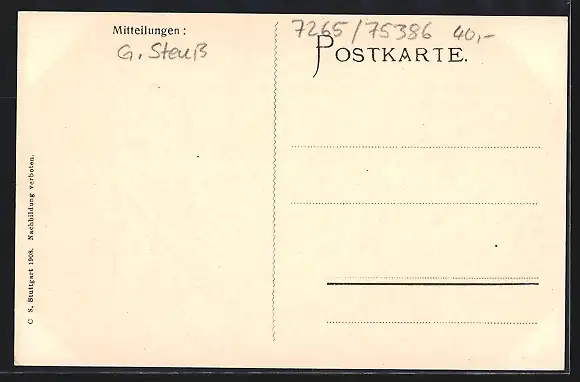 Mitteilungen:
G. Steuß
7265/75386 40,-
POSTKARTE.
C S. Stuttgart 1908. Nachbildung verboten.